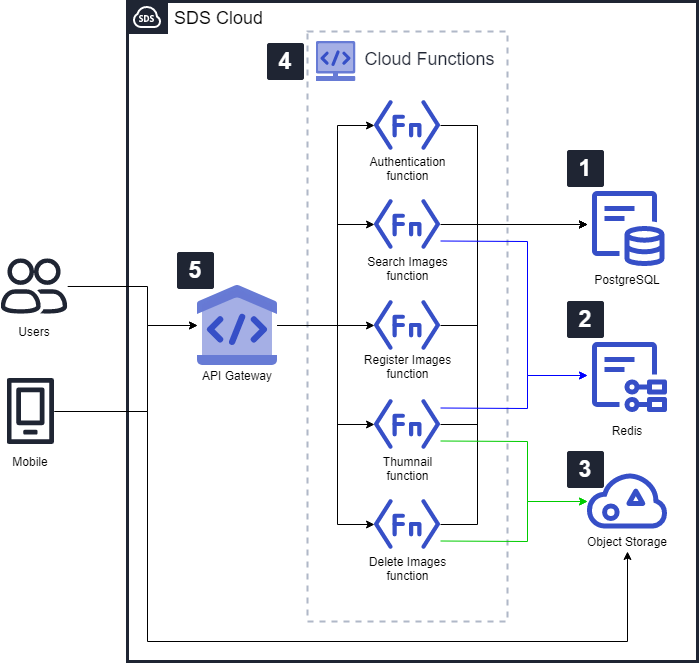 SDS
SDS Cloud
4
</>
Cloud Functions
Fn
Authentication
function
1
Fn
Search Images
function
PostgreSQL
5
</>
API Gateway
Users
Fn
Register Images
function
2
Redis
Mobile
Fn
Thumnail
function
3
Object Storage
Fn
Delete Images
function